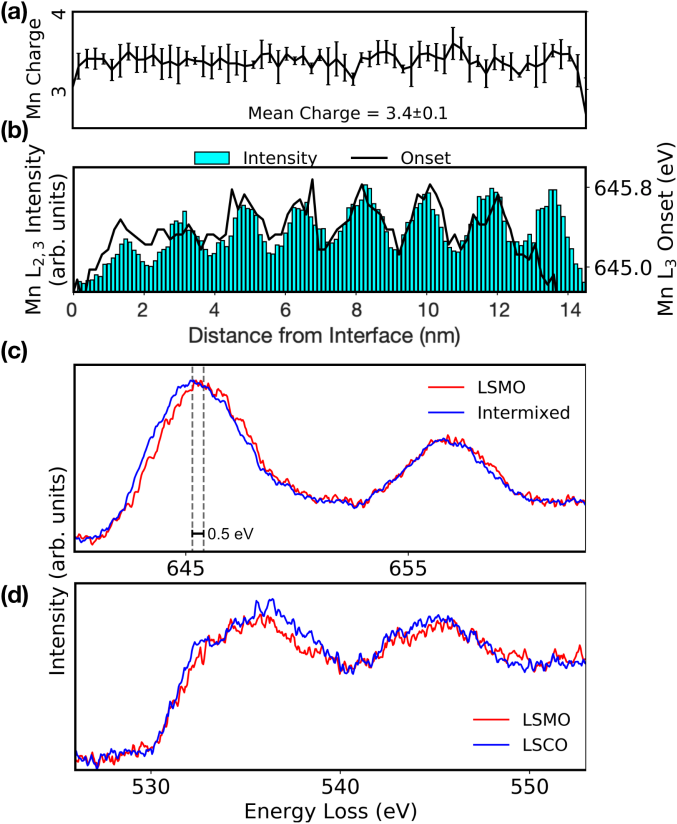 (a)
4
3
Mn Charge
Mean Charge = 3.4±0.1
(b)
Intensity
Onset
Mn L2,3 Intensity
(arb. units)
645.8
645.0
Mn L3 Onset (eV)
0
2
4
6
8
10
12
14
Distance from Interface (nm)
(c)
LSMO
Intermixed
0.5 eV
645
655
Intensity (arb. units)
(d)
LSMO
LSCO
530
540
550
Energy Loss (eV)